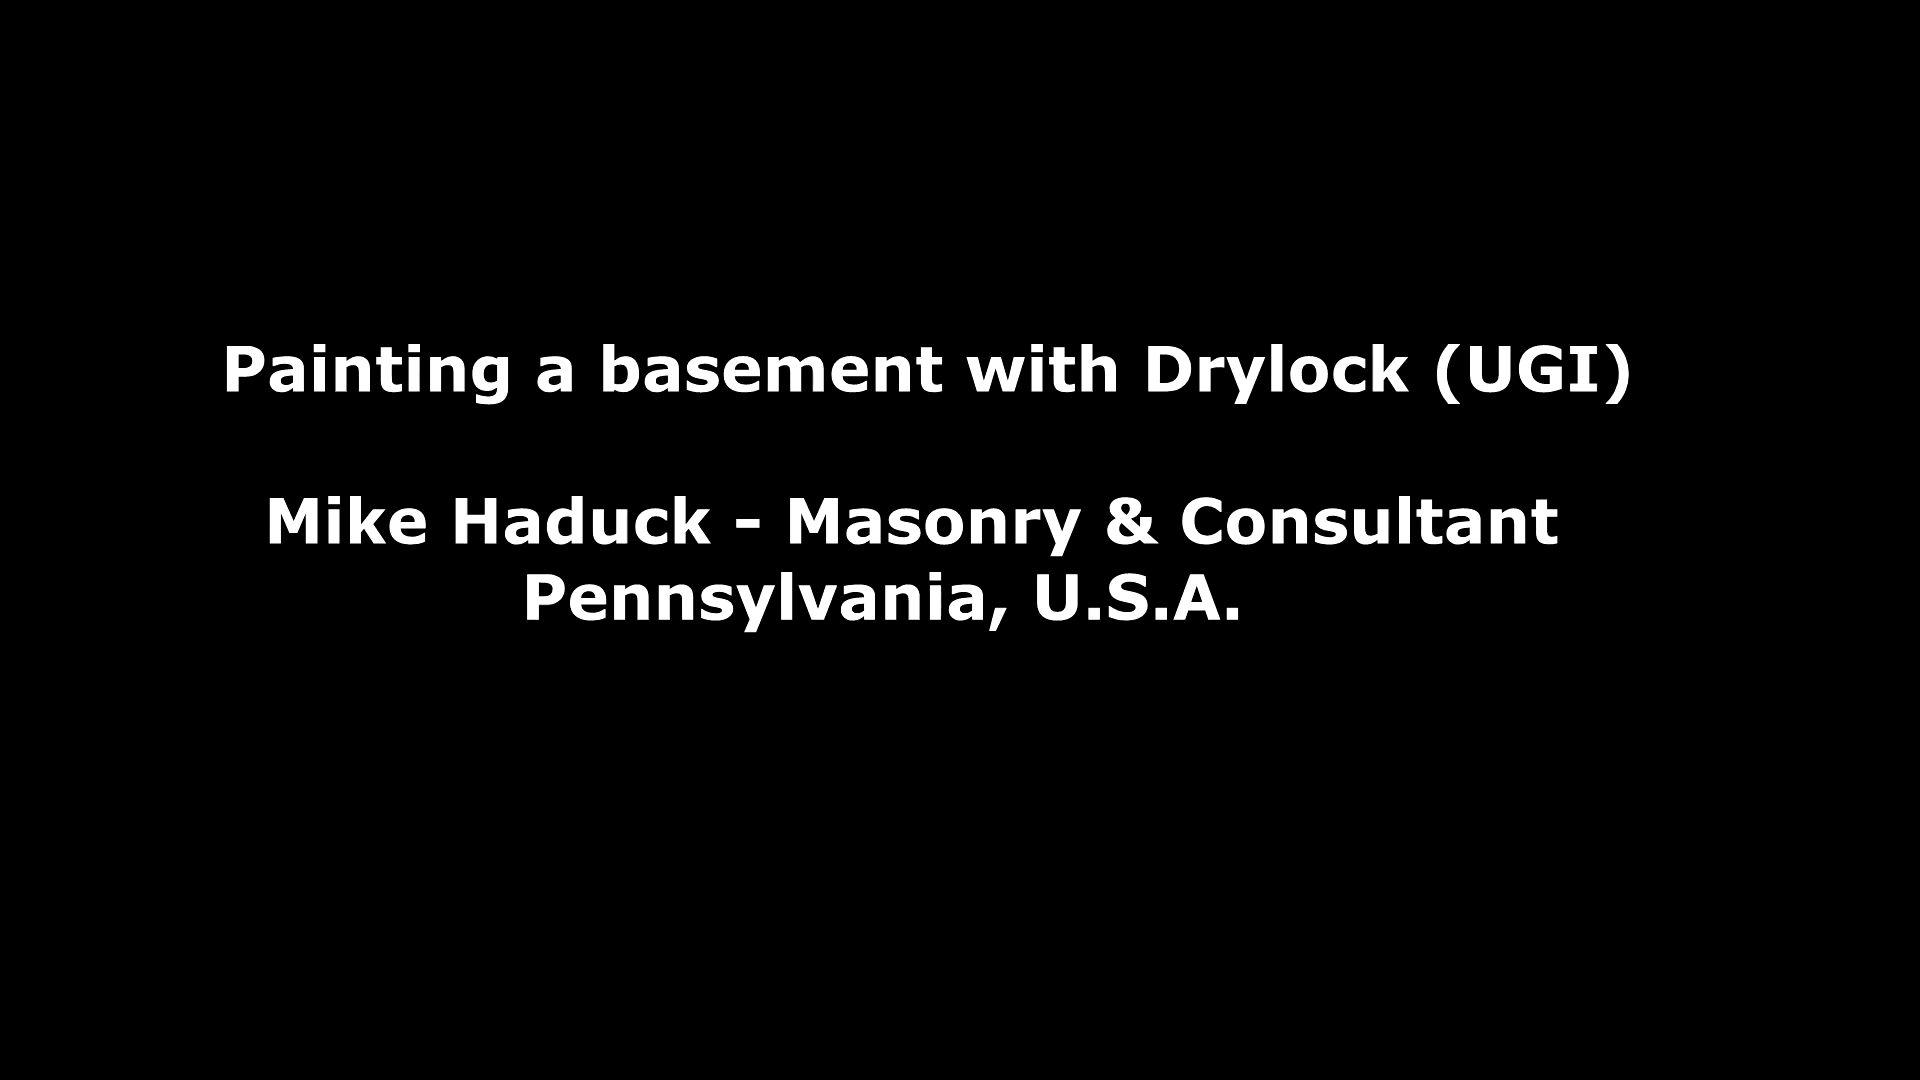 Painting a basement with Drylock (UGI)
Mike Haduck - Masonry & Consultant
Pennsylvania, U.S.A.